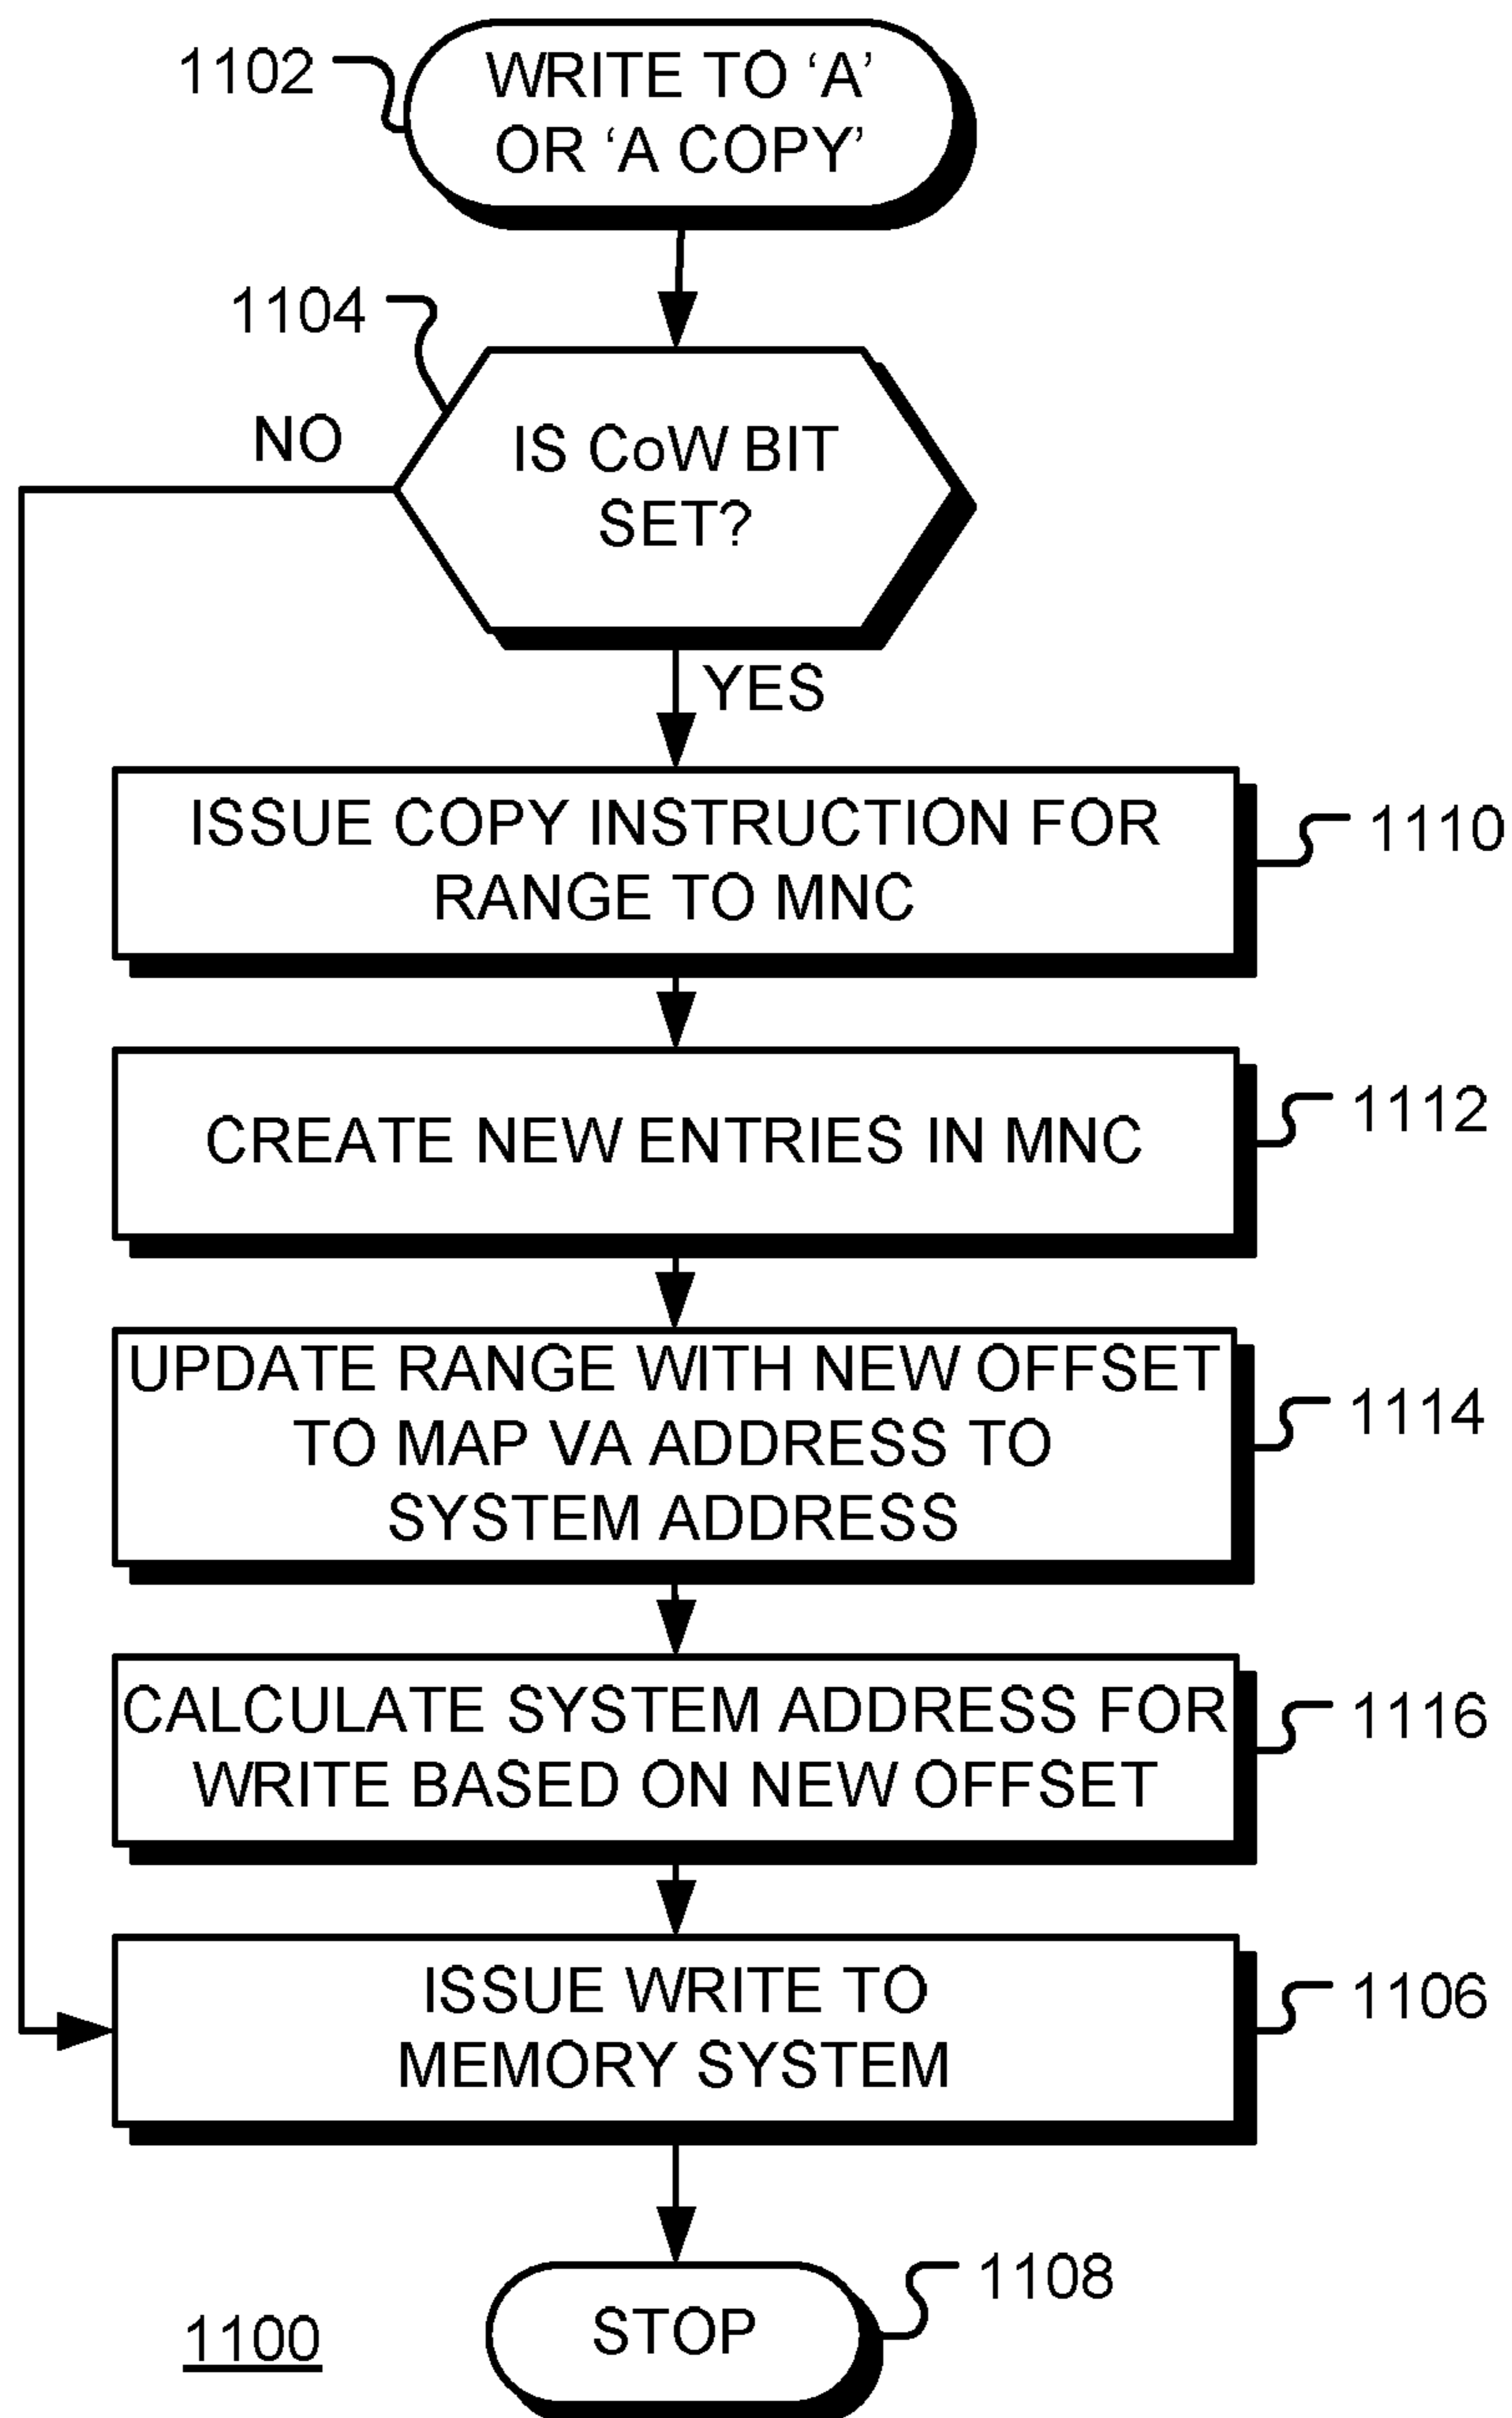 1102
WRITE TO ‘A’
OR ‘A COPY’
1104
NO
IS CoW BIT
SET?
YES
ISSUE COPY INSTRUCTION FOR
RANGE TO MNC
1110
CREATE NEW ENTRIES IN MNC
1112
UPDATE RANGE WITH NEW OFFSET
TO MAP VA ADDRESS TO
SYSTEM ADDRESS
1114
CALCULATE SYSTEM ADDRESS FOR
WRITE BASED ON NEW OFFSET
1116
ISSUE WRITE TO
MEMORY SYSTEM
1106
STOP
1108
1100